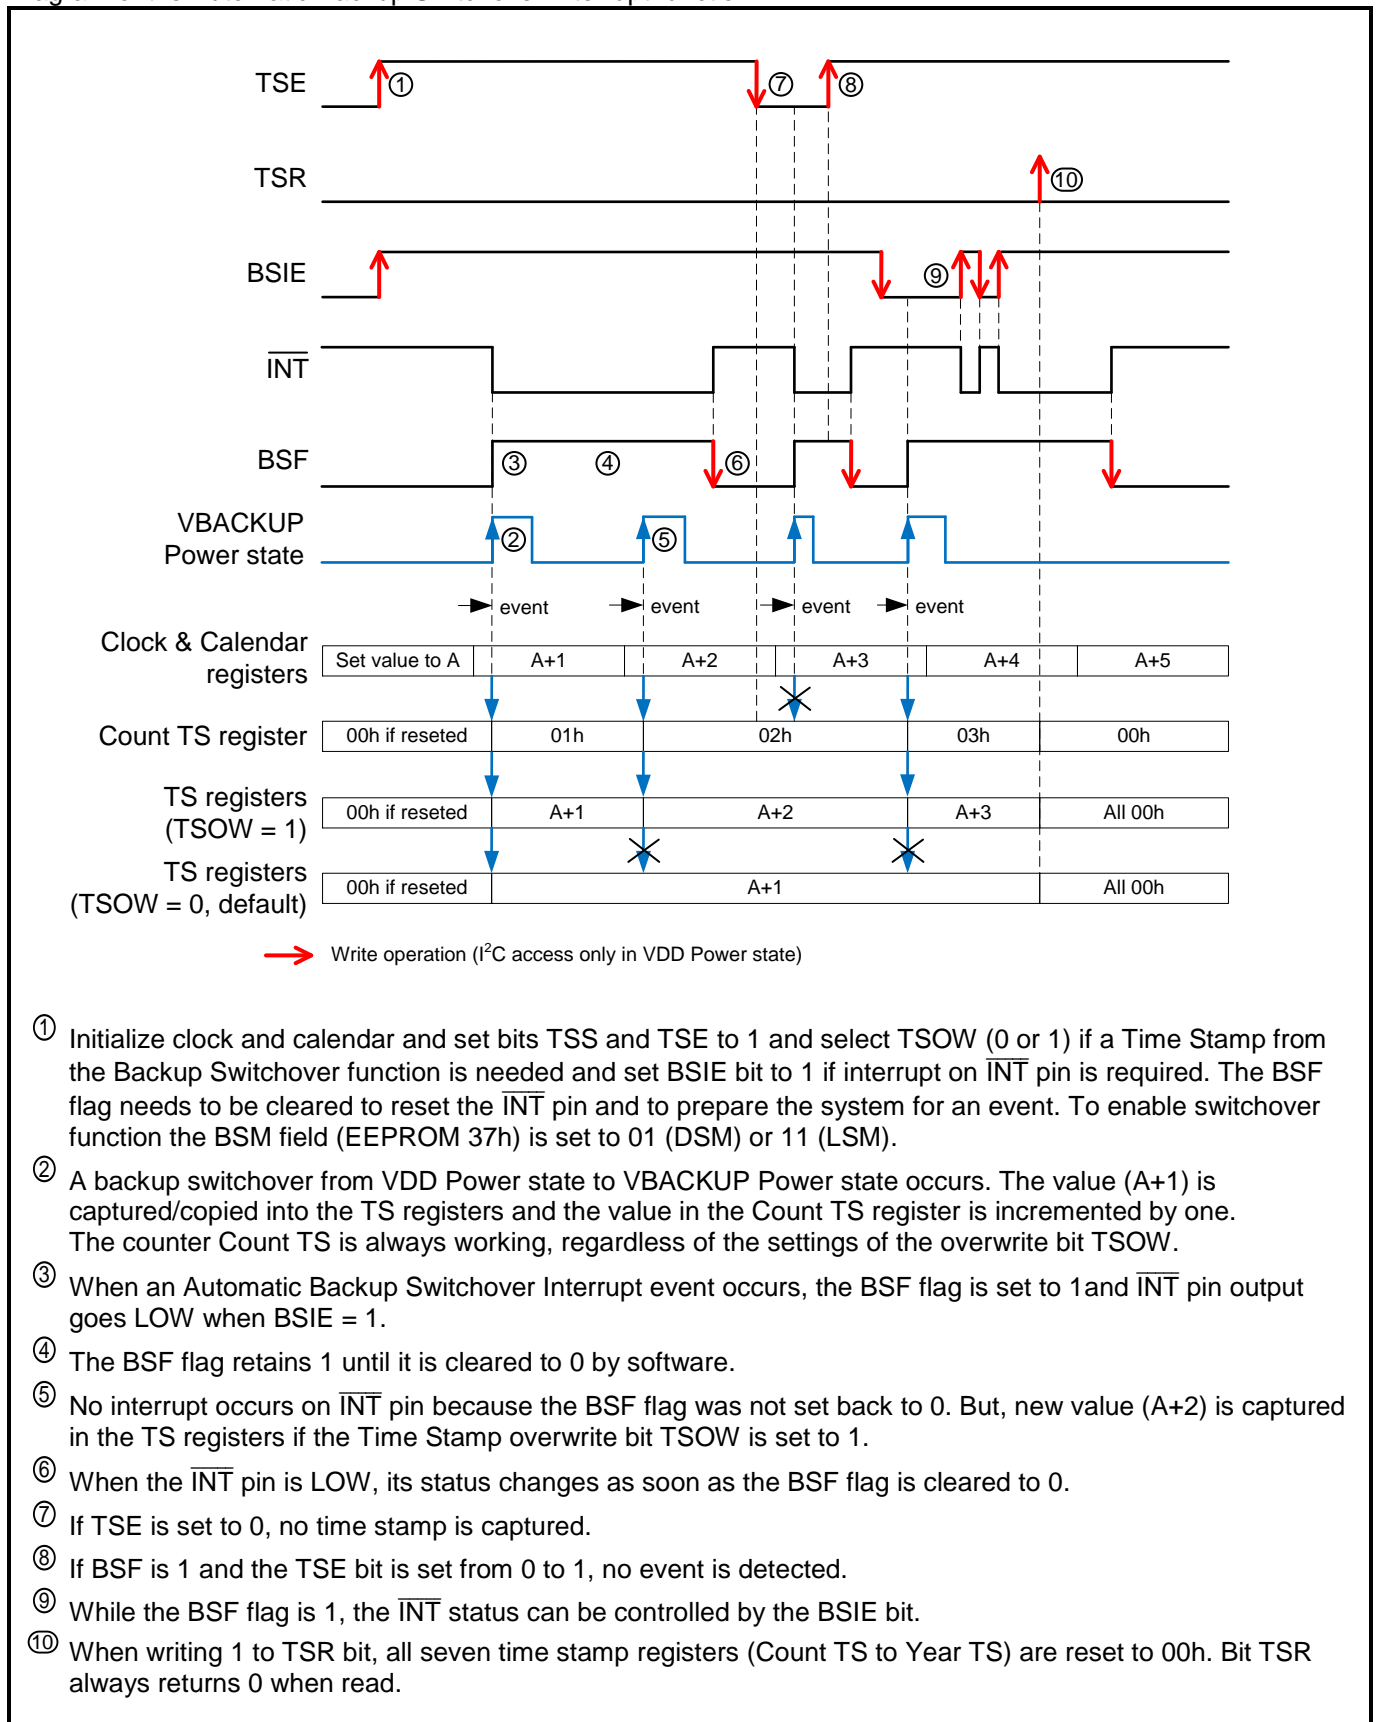 TSE
① ⑦ ⑧
TSR
⑩
BSIE
⑨
INT
BSF
③ ④ ⑥
VBACKUP
Power state
② ⑤
event event event event
Clock & Calendar
registers
Set value to A A+1 A+2 A+3 A+4 A+5
Count TS register
00h if reseted 01h 02h 03h 00h
TS registers
(TSOW = 1)
00h if reseted A+1 A+2 A+3 All 00h
TS registers
(TSOW = 0, default)
00h if reseted A+1 All 00h
Write operation (I²C access only in VDD Power state)
① Initialize clock and calendar and set bits TSS and TSE to 1 and select TSOW (0 or 1) if a Time Stamp from
the Backup Switchover function is needed and set BSIE bit to 1 if interrupt on INT pin is required. The BSF
flag needs to be cleared to reset the INT pin and to prepare the system for an event. To enable switchover
function the BSM field (EEPROM 37h) is set to 01 (DSM) or 11 (LSM).
② A backup switchover from VDD Power state to VBACKUP Power state occurs. The value (A+1) is
captured/copied into the TS registers and the value in the Count TS register is incremented by one.
The counter Count TS is always working, regardless of the settings of the overwrite bit TSOW.
③ When an Automatic Backup Switchover Interrupt event occurs, the BSF flag is set to 1and INT pin output
goes LOW when BSIE = 1.
④ The BSF flag retains 1 until it is cleared to 0 by software.
⑤ No interrupt occurs on INT pin because the BSF flag was not set back to 0. But, new value (A+2) is captured
in the TS registers if the Time Stamp overwrite bit TSOW is set to 1.
⑥ When the INT pin is LOW, its status changes as soon as the BSF flag is cleared to 0.
⑦ If TSE is set to 0, no time stamp is captured.
⑧ If BSF is 1 and the TSE bit is set from 0 to 1, no event is detected.
⑨ While the BSF flag is 1, the INT status can be controlled by the BSIE bit.
⑩ When writing 1 to TSR bit, all seven time stamp registers (Count TS to Year TS) are reset to 00h. Bit TSR
always returns 0 when read.